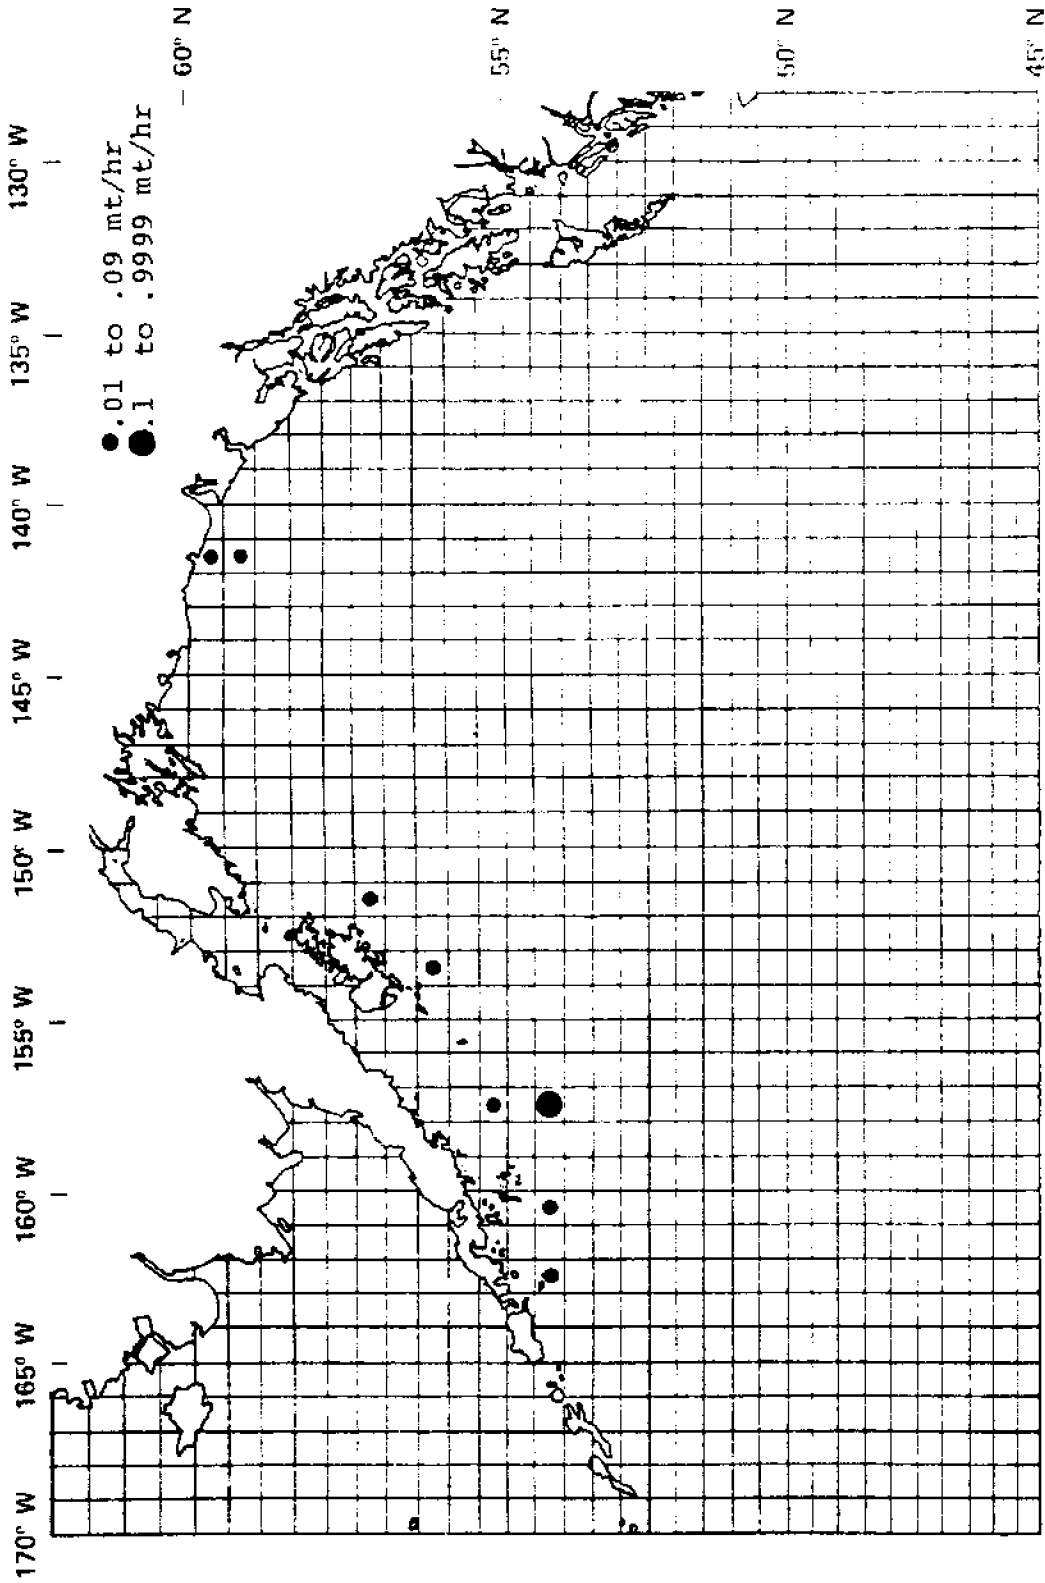 170° W
165° W
160° W
155° W
150° W
145° W
140° W
135° W
130° W
.01 to .09 mt/hr
.1 to .9999 mt/hr
60° N
55° N
50° N
45° N